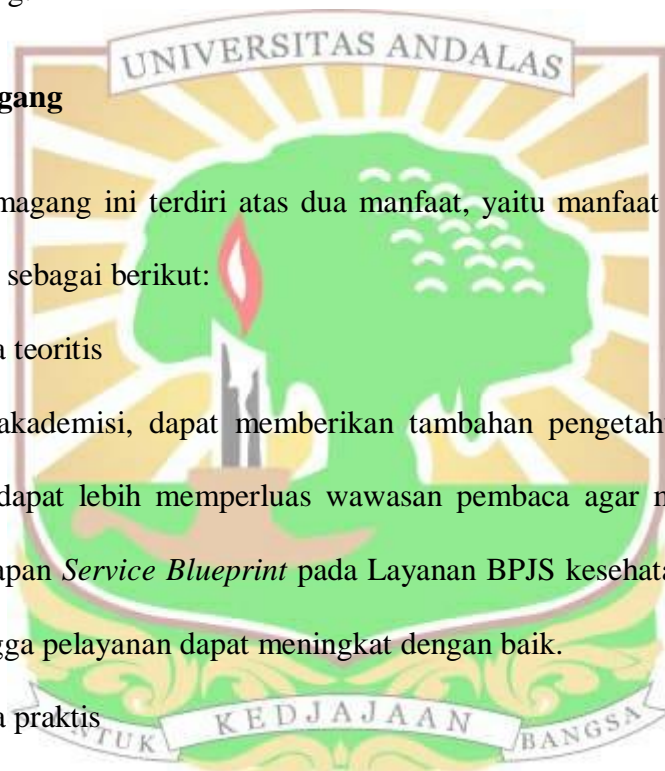 UNIVERSITAS ANDALAS
gang
magang ini terdiri atas dua manfaat, yaitu manfaat
sebagai berikut:
a teoritis
akademisi, dapat memberikan tambahan pengetah
dapat lebih memperluas wawasan pembaca agar m
apan Service Blueprint pada Layanan BPJS kesehata
gga pelayanan dapat meningkat dengan baik.
a praktis
NTUK KEDJAJAAN BANGSA